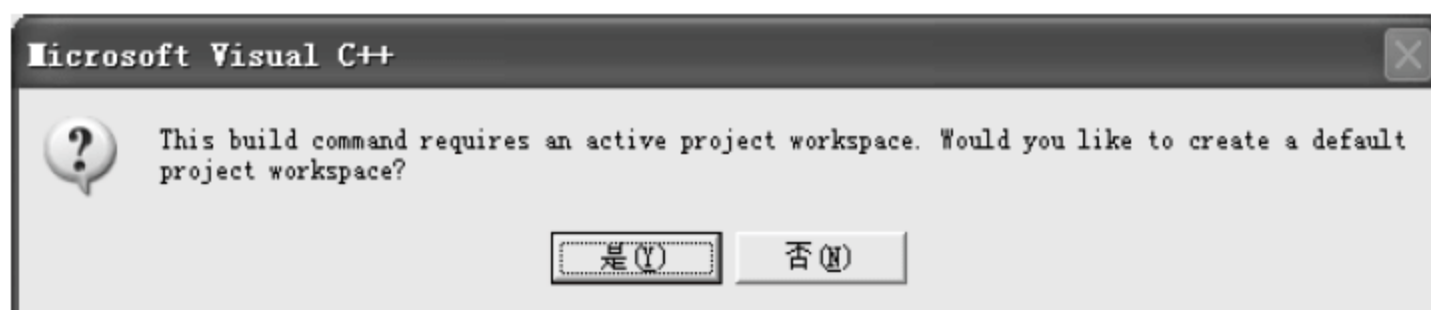 Microsoft Visual C++
This build command requires an active project workspace. Would you like to create a default
project workspace?
是(Y) 否(N)